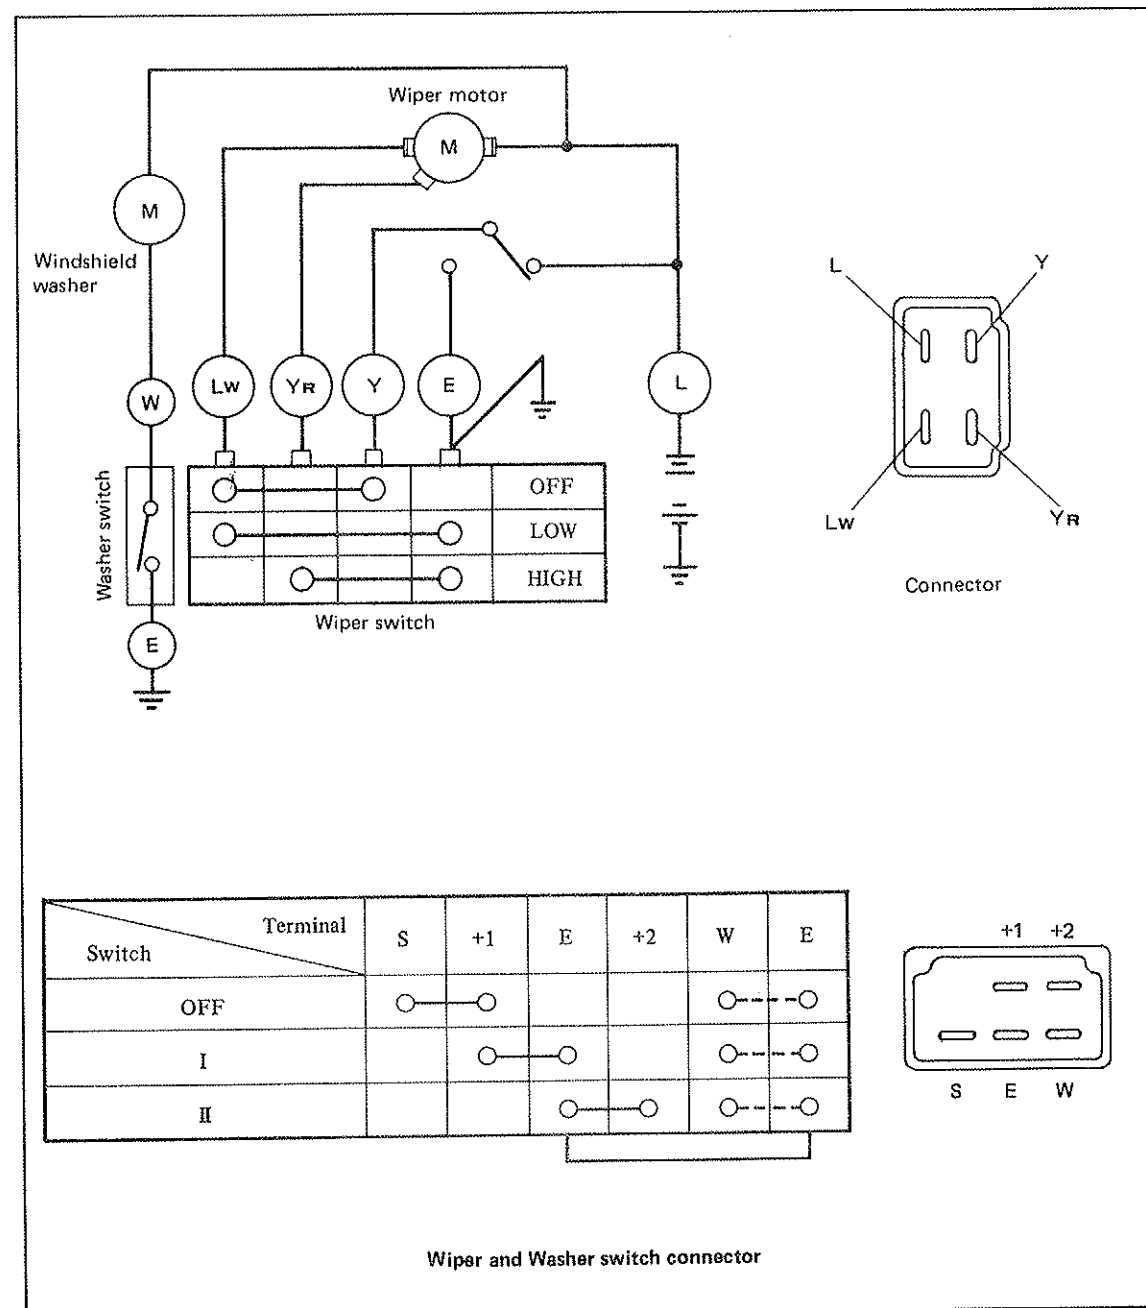 Wiper motor
M
M
Windshield
washer
L
Y
W
Lw
YR
Y
E
L
OFF
LOW
HIGH
Washer switch
Wiper switch
E
Lw
YR
Connector
Terminal
Switch
S
+1
E
+2
W
E
OFF
I
II
+1 +2
S E W
Wiper and Washer switch connector